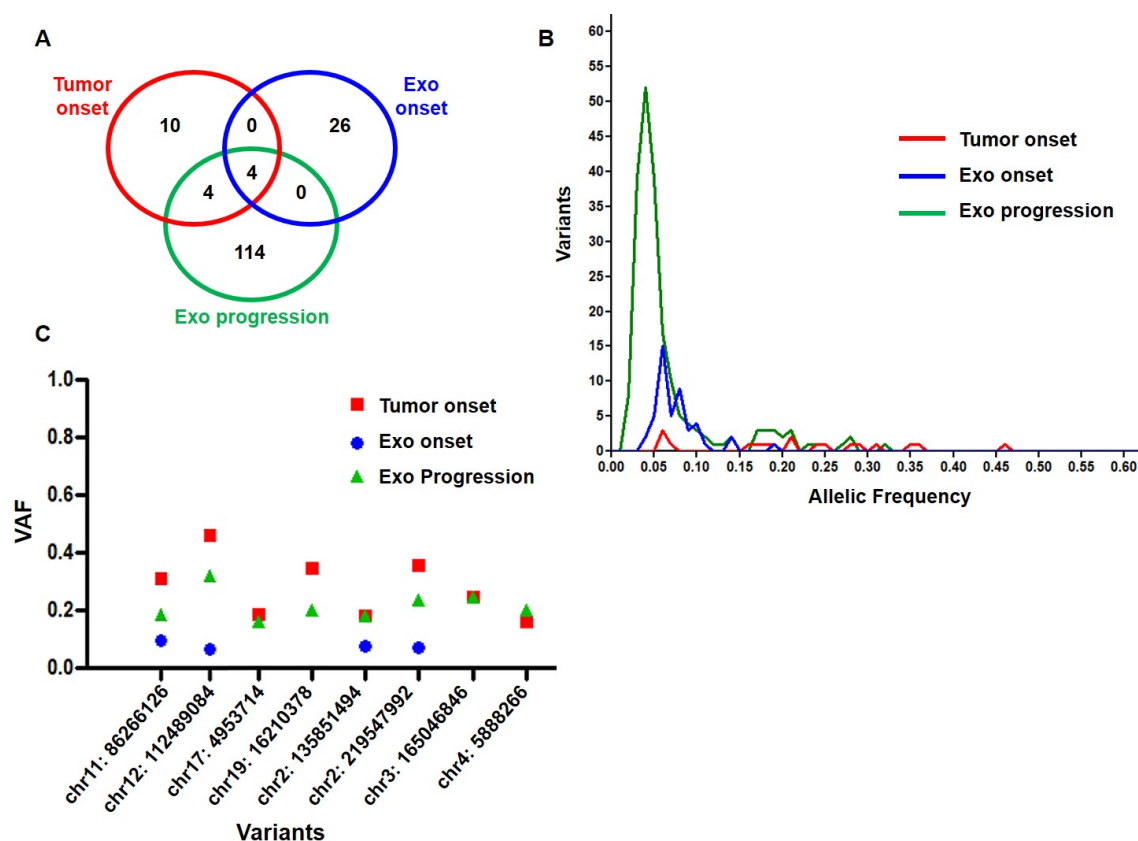 A
Tumor
onset
Exo
onset
10
0
26
4
4
0
114
Exo progression
B
60
55
50
45
40
35
30
25
20
15
10
5
0
Variants
0.00 0.05 0.10 0.15 0.20 0.25 0.30 0.35 0.40 0.45 0.50 0.55 0.60
Allelic Frequency
Tumor onset
Exo onset
Exo progression
C
1.0
0.8
0.6
0.4
0.2
0.0
VAF
Tumor onset
Exo onset
Exo Progression
chr11: 86266126
chr12: 112489084
chr17: 4953714
chr19: 16210378
chr2: 135851494
chr2: 219547992
chr3: 165046846
chr4: 5888266
Variants